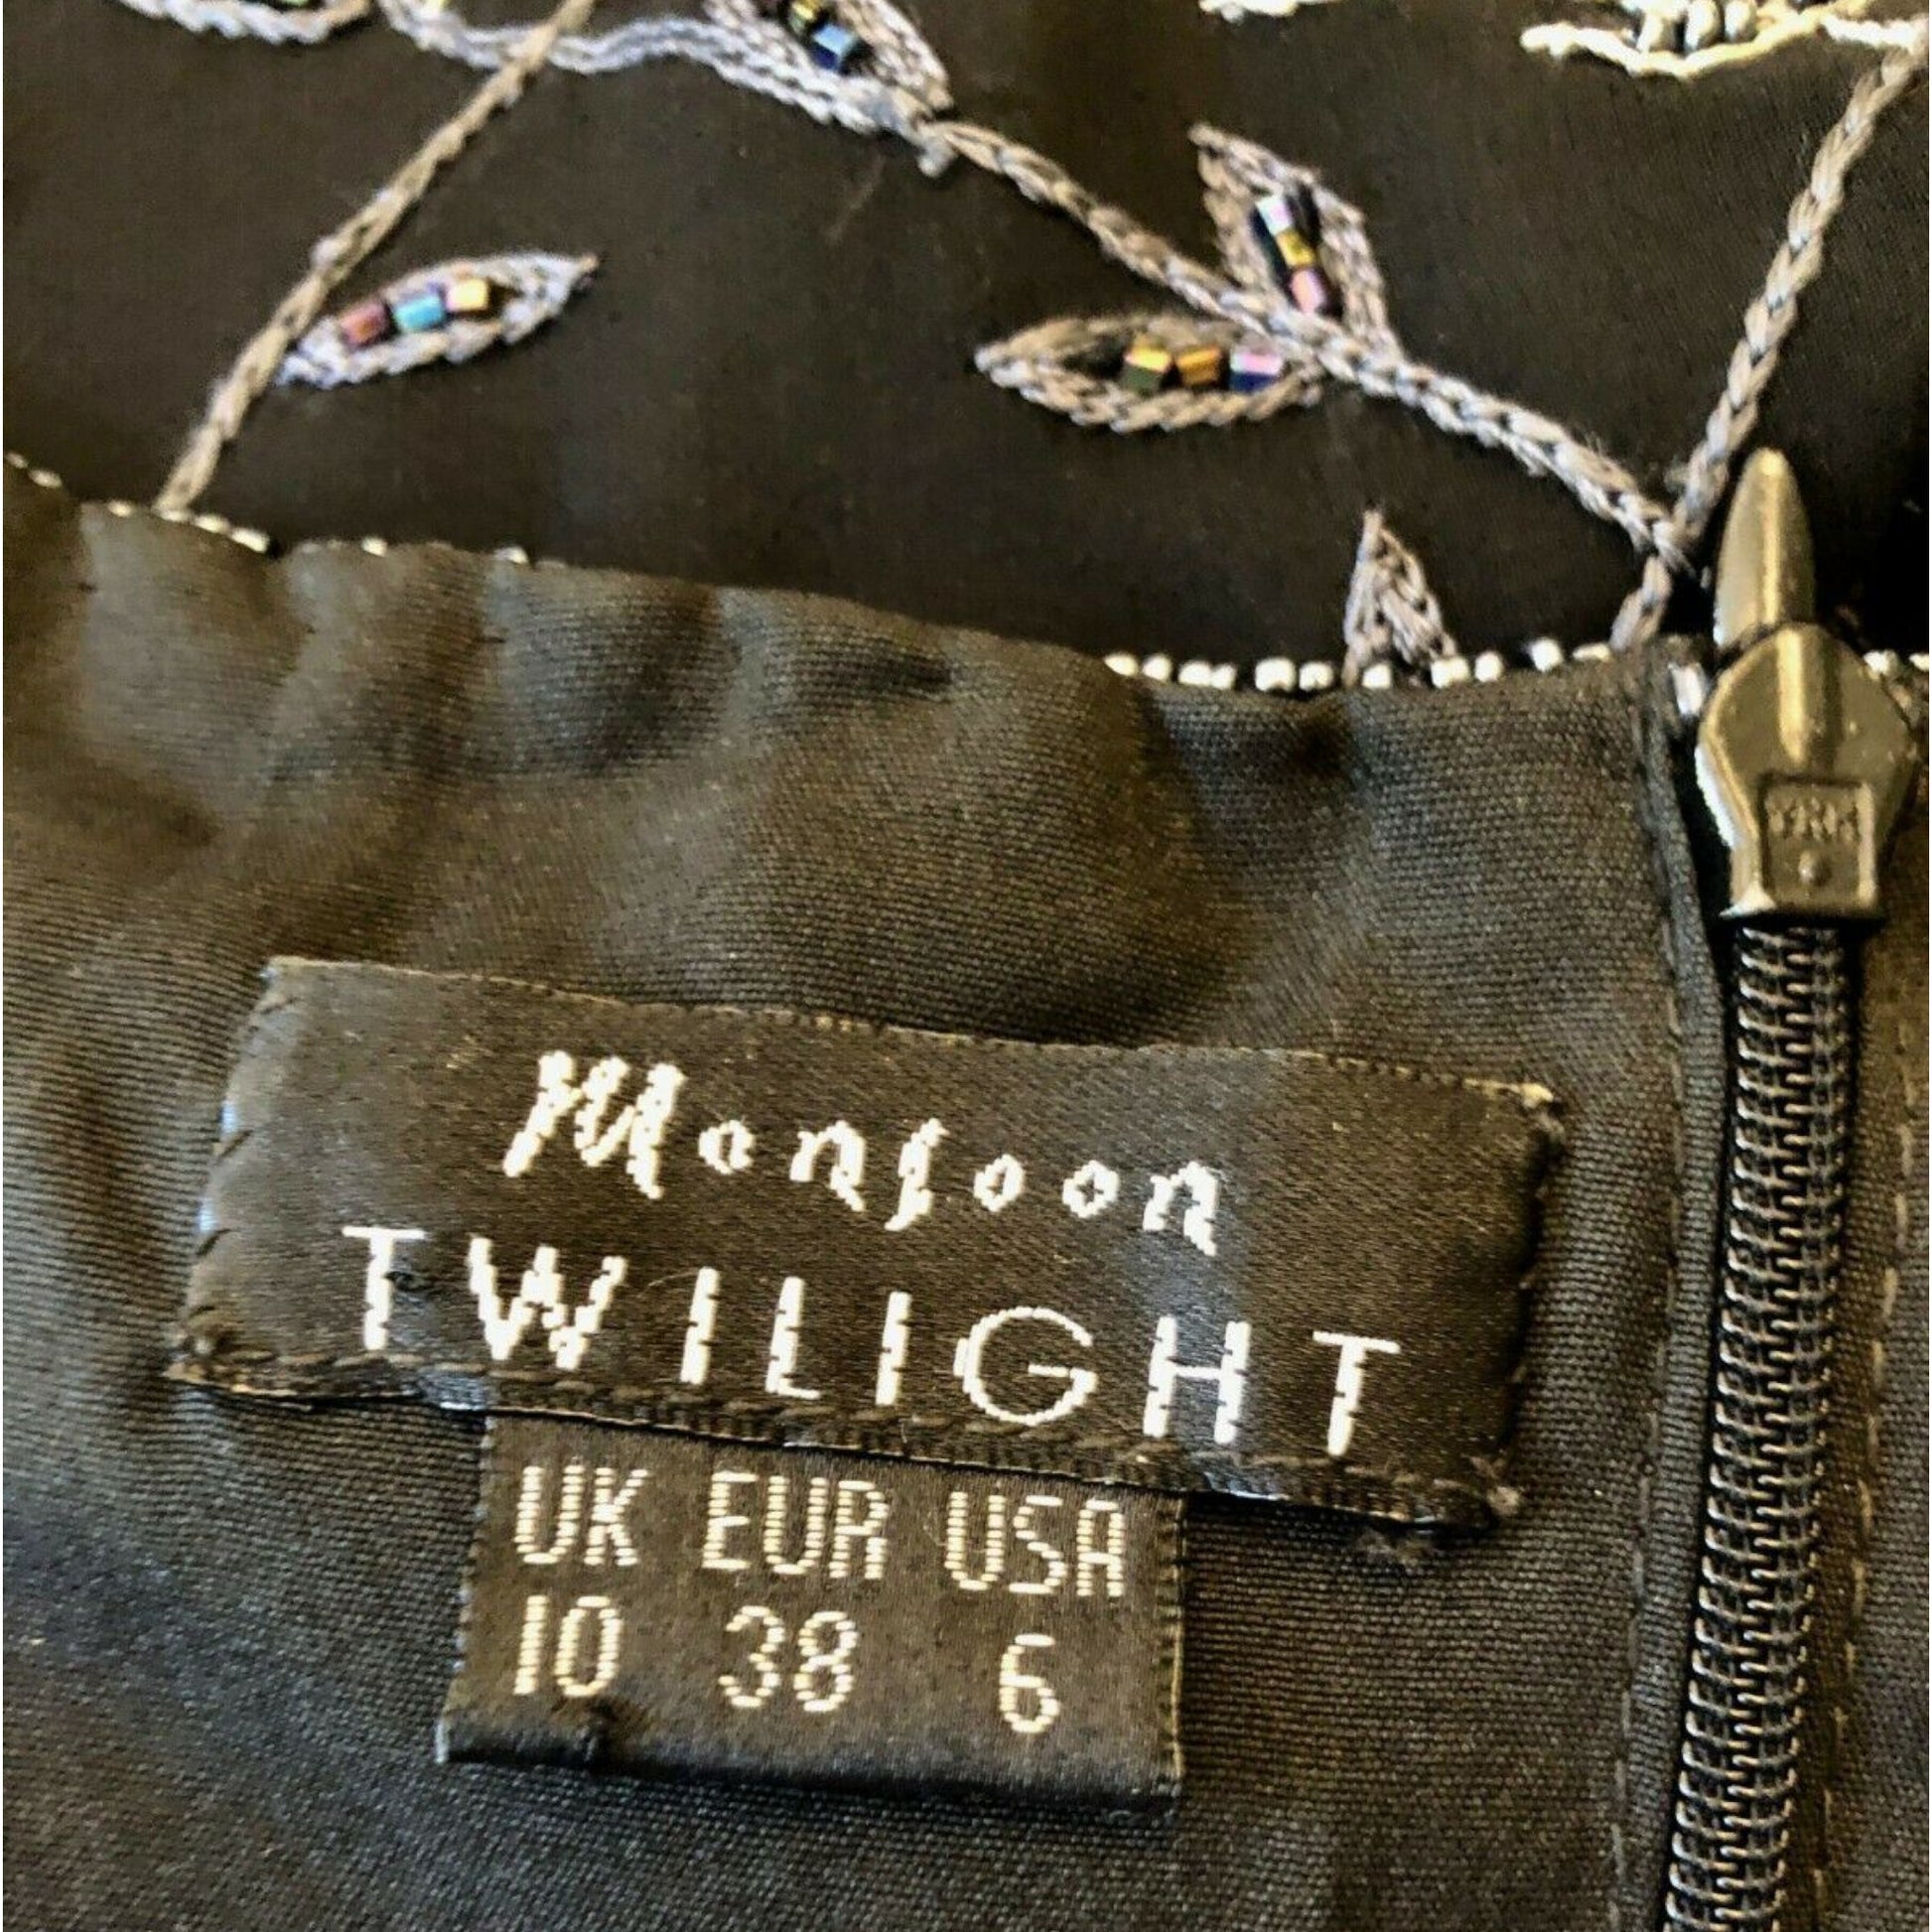 Monsoon
TWILIGHT
UK EUR USA
10 38 6